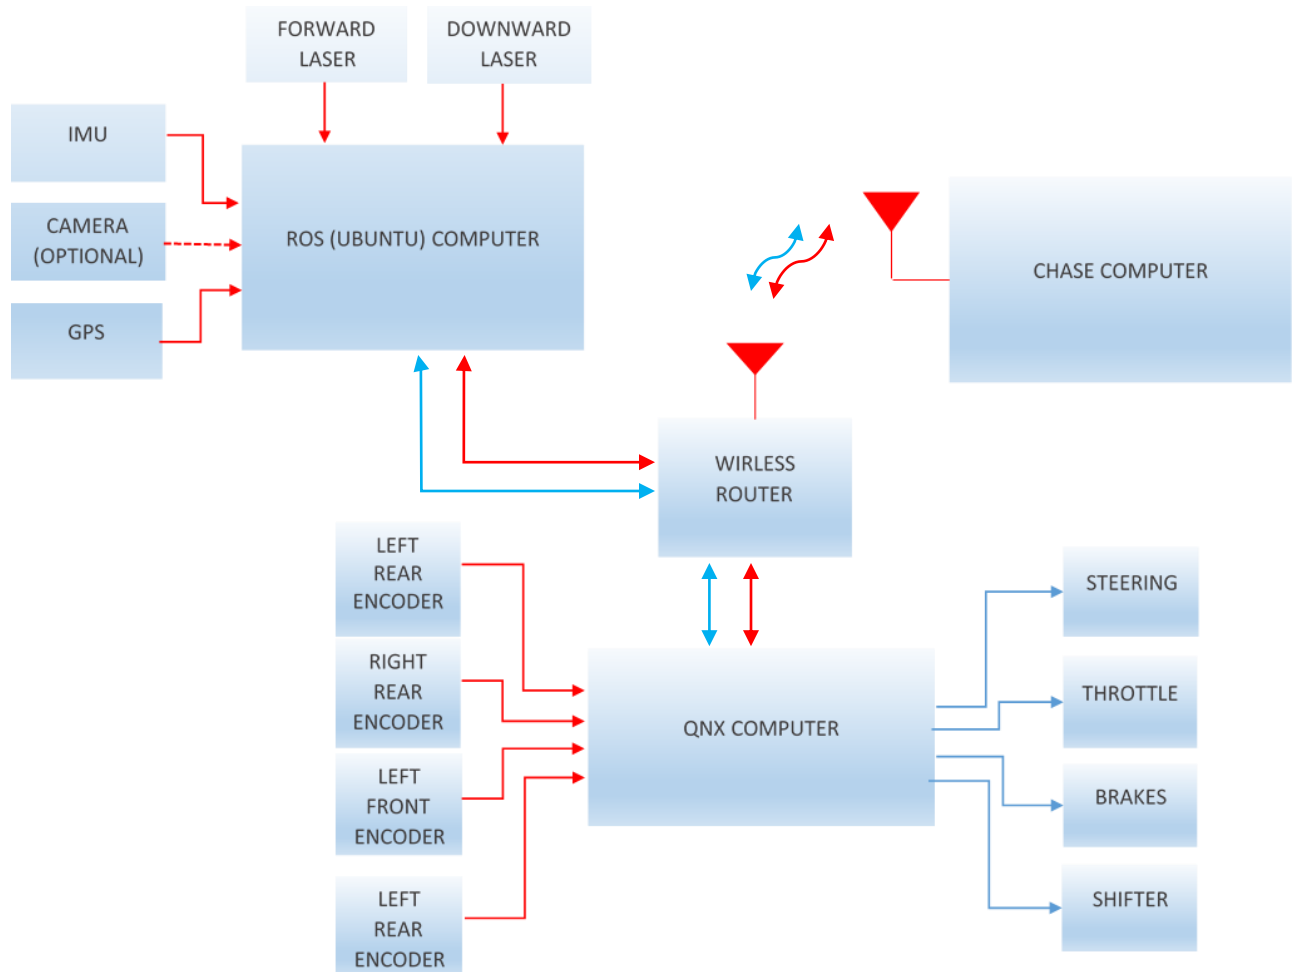 FORWARD
LASER
DOWNWARD
LASER
IMU
CAMERA
(OPTIONAL)
GPS
ROS (UBUNTU) COMPUTER
CHASE COMPUTER
WIRLESS
ROUTER
LEFT
REAR
ENCODER
RIGHT
REAR
ENCODER
LEFT
FRONT
ENCODER
LEFT
REAR
ENCODER
QNX COMPUTER
STEERING
THROTTLE
BRAKES
SHIFTER